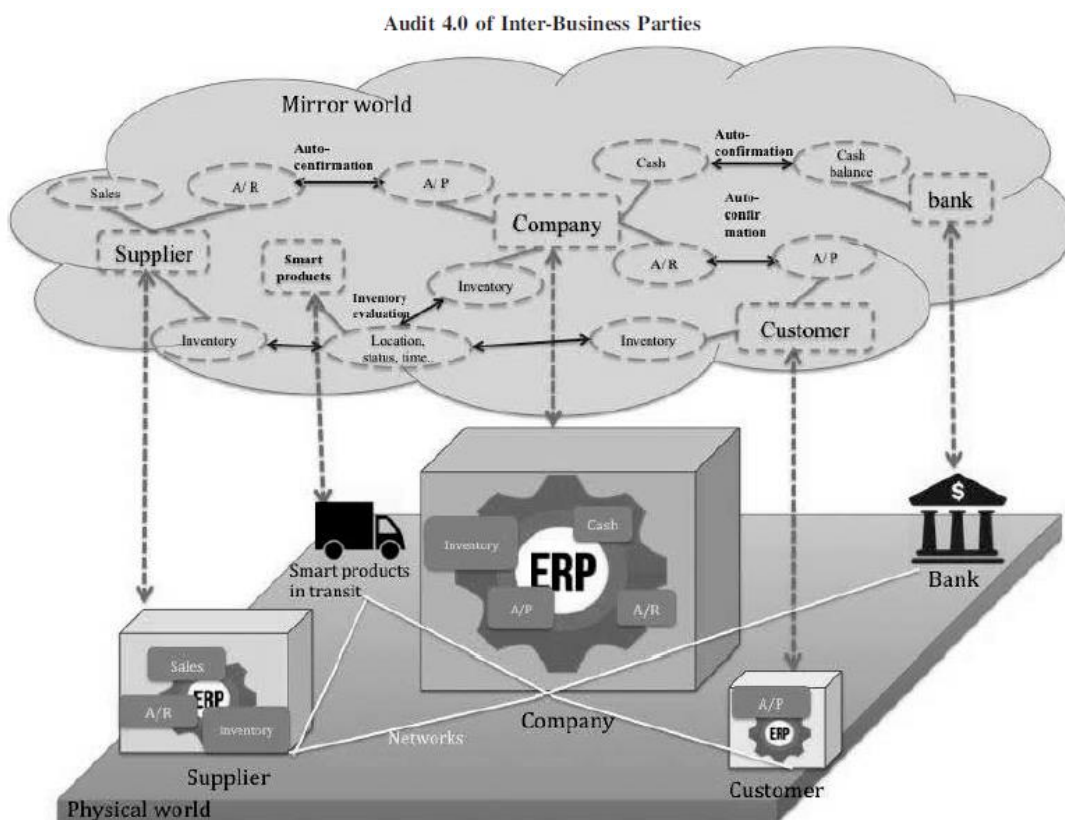 Audit 4.0 of Inter-Business Parties
Mirror world
Sales
A/ R
Auto-
confirmation
A/ P
Cash
Auto-
confirmation
Cash
balance
bank
Supplier
Smart
products
Company
Auto-
confir
mation
A/ R
A/ P
Inventory
Inventory
evaluation
Inventory
Location,
status, time...
Inventory
Customer
Smart products
in transit
Inventory
Cash
ERP
A/P
A/R
Bank
Sales
ERP
A/R
Inventory
Company
Networks
A/P
ERP
Supplier
Customer
Physical world